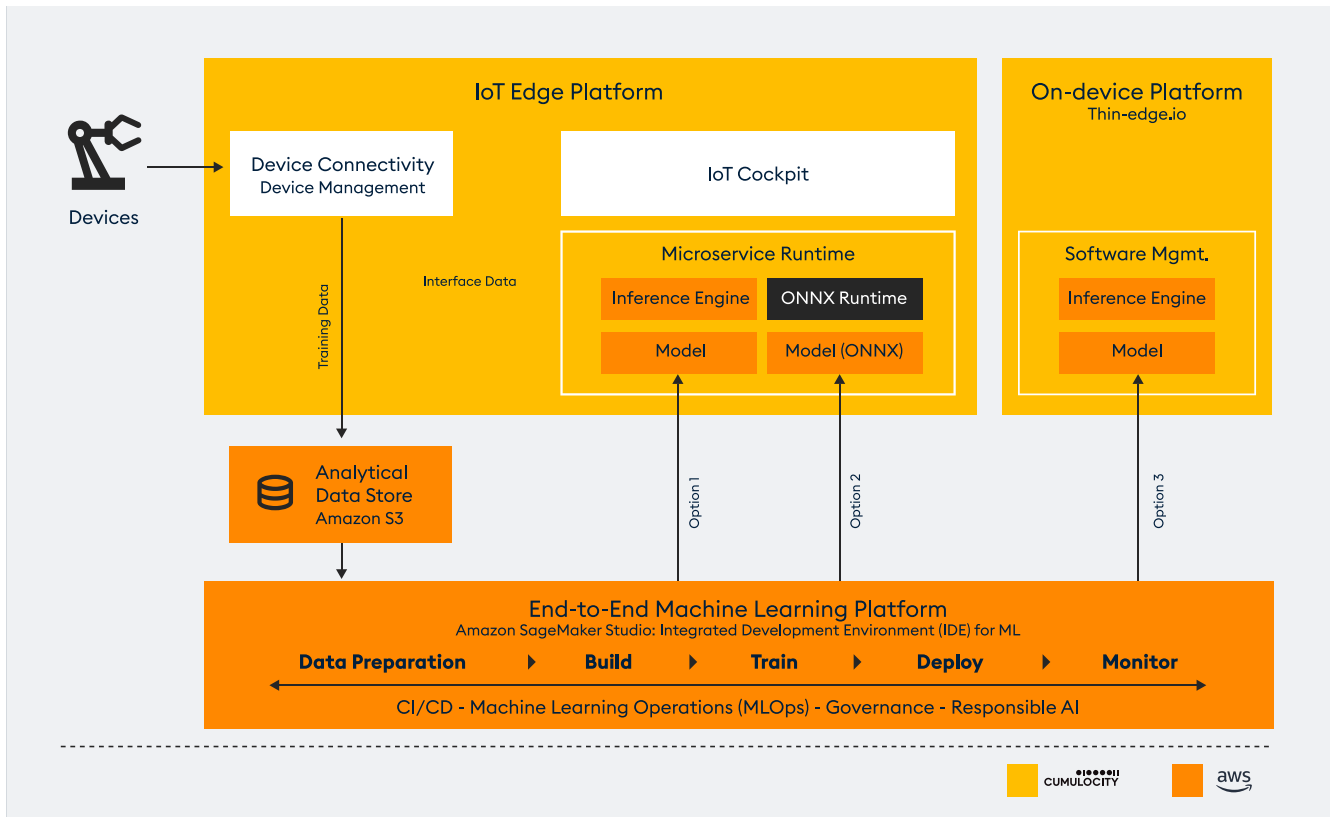 IoT Edge Platform
On-device Platform
Thin-edge.io
Devices
Device Connectivity
Device Management
IoT Cockpit
Training Data
Interface Data
Microservice Runtime
Inference Engine
ONNX Runtime
Model
Model (ONNX)
Software Mgmt.
Inference Engine
Model
Analytical
Data Store
Amazon S3
Option 1
Option 2
Option 3
End-to-End Machine Learning Platform
Amazon SageMaker Studio: Integrated Development Environment (IDE) for ML
Data Preparation
Build
Train
Deploy
Monitor
CI/CD - Machine Learning Operations (MLOps) - Governance - Responsible AI
CUMULOCITY
aws